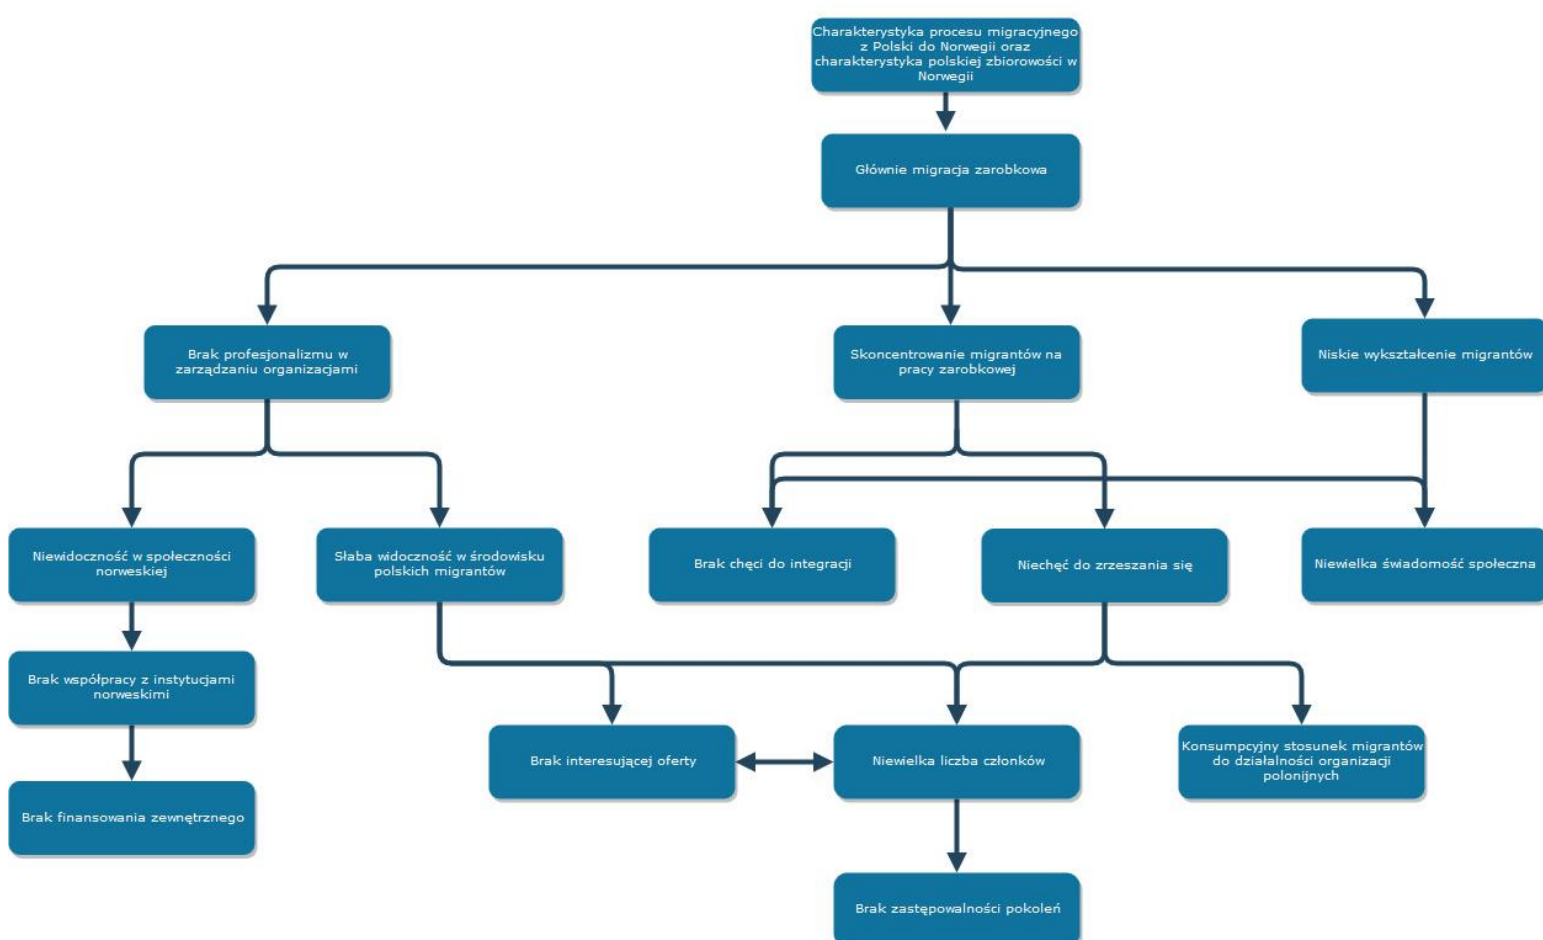 Charakterystyka procesu migracyjnego
z Polski do Norwegii oraz
charakterystyka polskiej zbiorowości w
Norwegii
Głównie migracja zarobkowa
Brak profesjonalizmu w
zarządzaniu organizacjami
Skoncentrowanie migrantów na
pracy zarobkowej
Niskie wykształcenie migrantów
Niewidoczność w społeczności
norweskiej
Słaba widoczność w środowisku
polskich migrantów
Brak chęci do integracji
Niechęć do zrzeszania się
Niewielka świadomość społeczna
Brak współpracy z instytucjami
norweskimi
Brak interesującej oferty
Niewielka liczba członków
Konsumpcyjny stosunek migrantów
do działalności organizacji
polonijnych
Brak finansowania zewnętrznego
Brak zastępowalności pokoleń